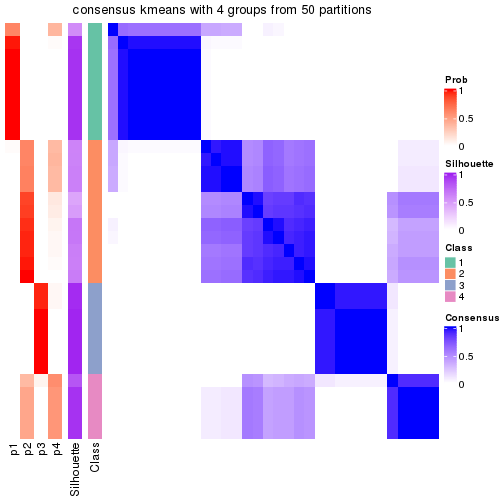 consensus kmeans with 4 groups from 50 partitions
Prob
1
0.5
0
Silhouette
1
0.5
0
Class
1
2
3
4
Consensus
1
0.5
0
p1
p2
p3
p4
Silhouette
Class